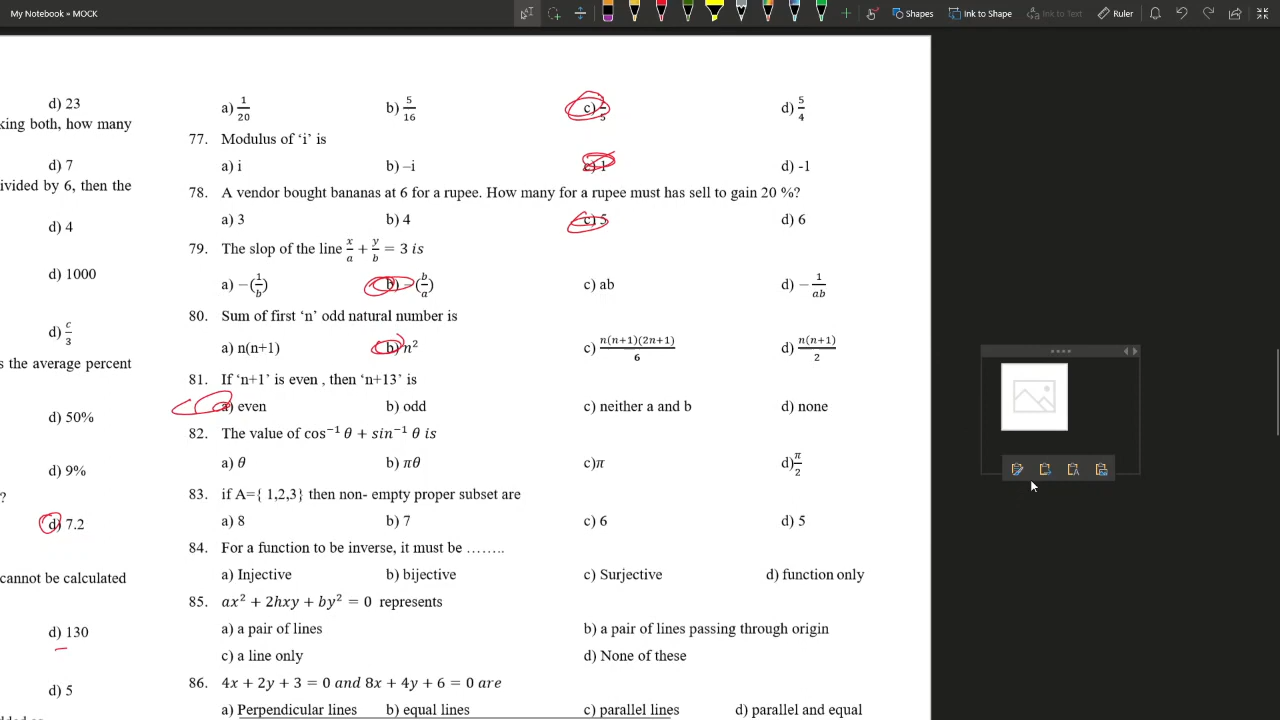 My Notebook » MOCK
Shapes
Ink to Shape
Ink to Text
Ruler
d) 23
king both, how many
d) 7
ivided by 6, then the
d) 4
d) 1000
d) c/3
s the average percent
d) 50%
d) 9%
?
d) 7.2
cannot be calculated
d) 130
d) 5
a) 1/20 b) 5/16 c) /5 d) 5/4
77. Modulus of ‘i’ is
a) i b) –i c) 1 d) -1
78. A vendor bought bananas at 6 for a rupee. How many for a rupee must has sell to gain 20 %?
a) 3 b) 4 c) 5 d) 6
79. The slop of the line x/a + y/b = 3 is
a) −(1/b) b) −(b/a) c) ab d) − 1/ab
80. Sum of first ‘n’ odd natural number is
a) n(n+1) b) n² c) n(n+1)(2n+1)/6 d) n(n+1)/2
81. If ‘n+1’ is even , then ‘n+13’ is
a) even b) odd c) neither a and b d) none
82. The value of cos⁻¹ θ + sin⁻¹ θ is
a) θ b) πθ c)π d)π/2
83. if A={ 1,2,3} then non- empty proper subset are
a) 8 b) 7 c) 6 d) 5
84. For a function to be inverse, it must be ……..
a) Injective b) bijective c) Surjective d) function only
85. ax² + 2hxy + by² = 0 represents
a) a pair of lines b) a pair of lines passing through origin
c) a line only d) None of these
86. 4x + 2y + 3 = 0 and 8x + 4y + 6 = 0 are
a) Perpendicular lines b) equal lines c) parallel lines d) parallel and equal